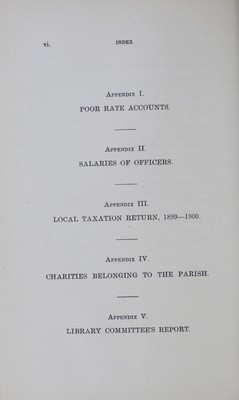 vi. INDEX
APPENDIX I.
POOR RATE ACCOUNTS.
APPENDIX II.
SALARIES OF OFFICERS.
APPENDIX III.
LOCAL TAXATION RETURN, 1899—1900.
APPENDIX IV.
CHARITIES BELONGING TO THE PARISH.
APPENDIX V.
LIBRARY COMMITTEE'S REPORT.